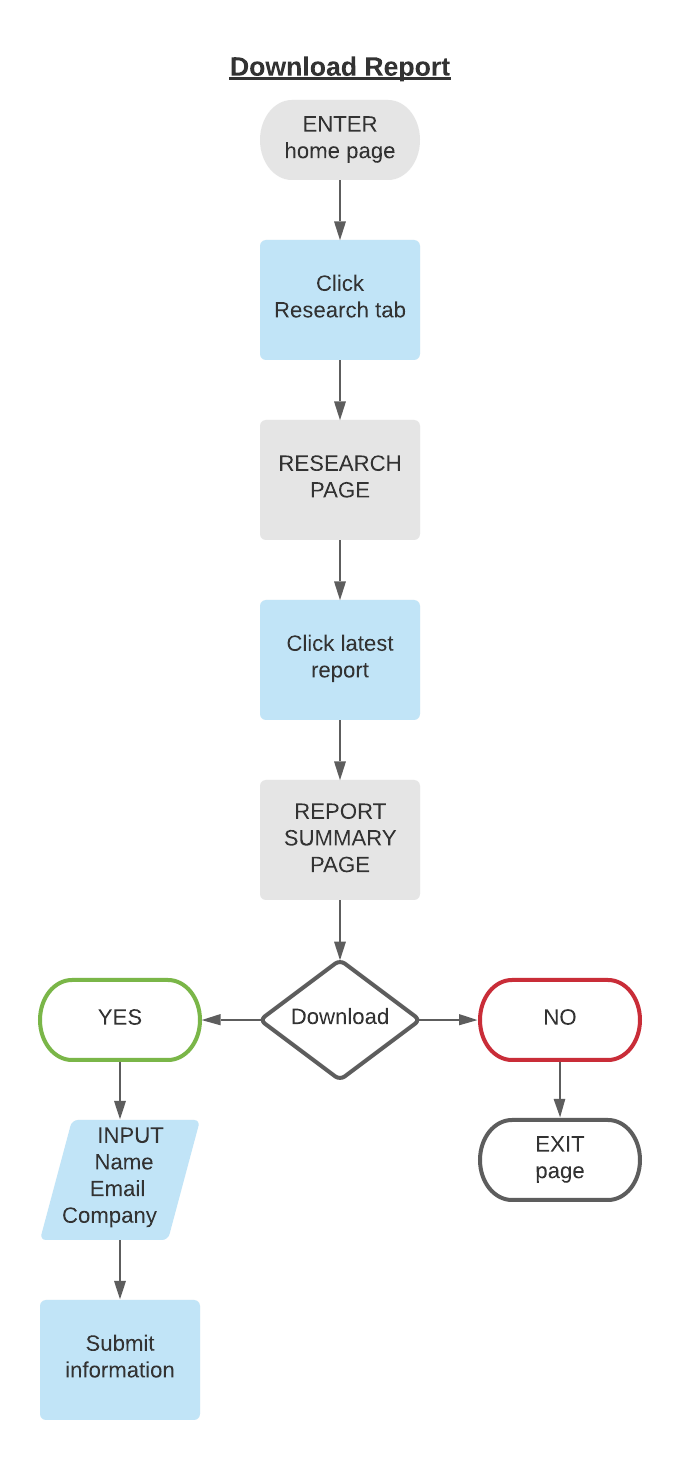 Download Report
ENTER
home page
Click
Research tab
RESEARCH
PAGE
Click latest
report
REPORT
SUMMARY
PAGE
YES
Download
NO
INPUT
Name
Email
Company
EXIT
page
Submit
information